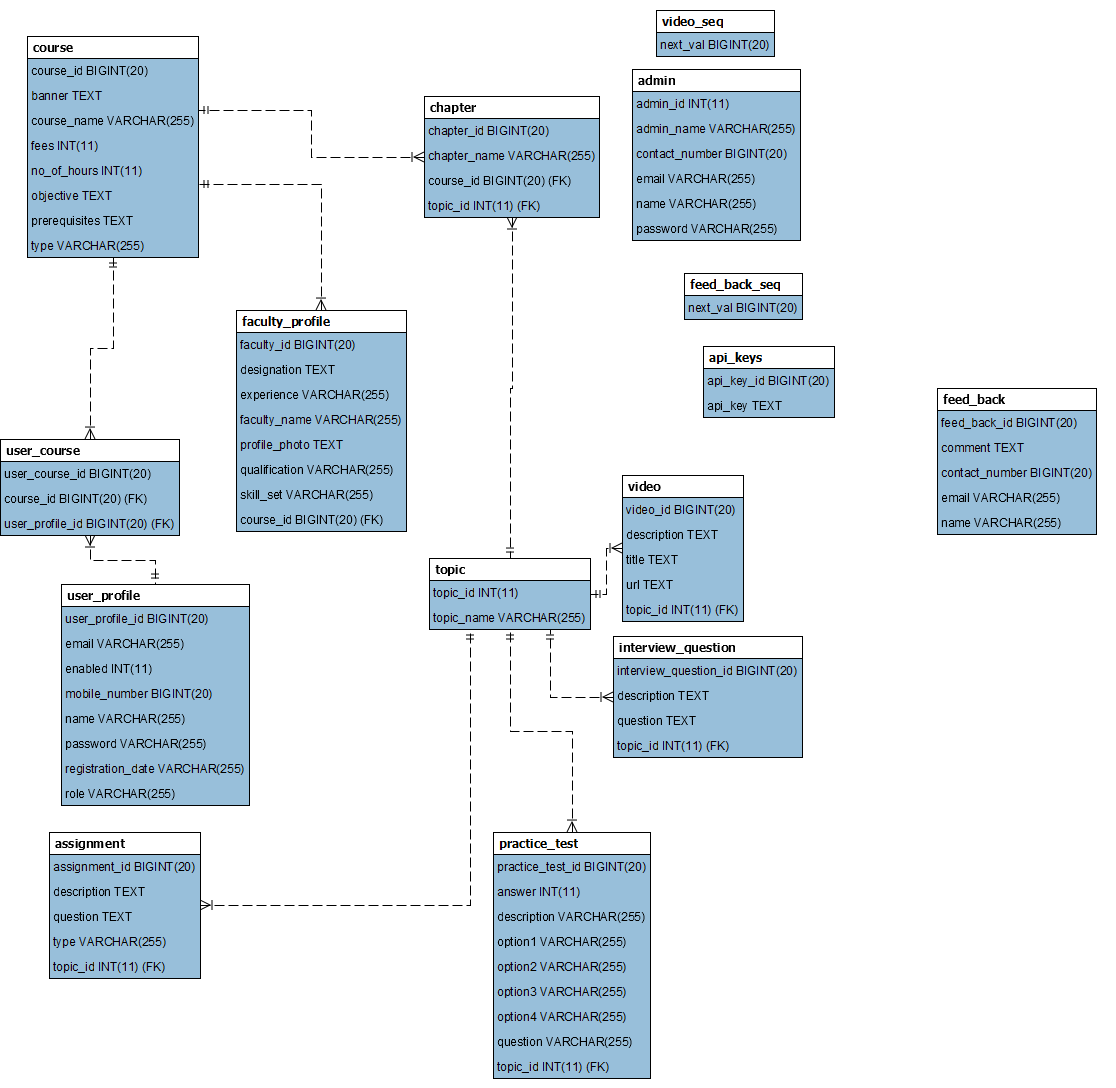 course
course_id BIGINT(20)
banner TEXT
course_name VARCHAR(255)
fees INT(11)
no_of_hours INT(11)
objective TEXT
prerequisites TEXT
type VARCHAR(255)
chapter
chapter_id BIGINT(20)
chapter_name VARCHAR(255)
course_id BIGINT(20) (FK)
topic_id INT(11) (FK)
video_seq
next_val BIGINT(20)
admin
admin_id INT(11)
admin_name VARCHAR(255)
contact_number BIGINT(20)
email VARCHAR(255)
name VARCHAR(255)
password VARCHAR(255)
feed_back_seq
next_val BIGINT(20)
api_keys
api_key_id BIGINT(20)
api_key TEXT
feed_back
feed_back_id BIGINT(20)
comment TEXT
contact_number BIGINT(20)
email VARCHAR(255)
name VARCHAR(255)
faculty_profile
faculty_id BIGINT(20)
designation TEXT
experience VARCHAR(255)
faculty_name VARCHAR(255)
profile_photo TEXT
qualification VARCHAR(255)
skill_set VARCHAR(255)
course_id BIGINT(20) (FK)
user_course
user_course_id BIGINT(20)
course_id BIGINT(20) (FK)
user_profile_id BIGINT(20) (FK)
user_profile
user_profile_id BIGINT(20)
email VARCHAR(255)
enabled INT(11)
mobile_number BIGINT(20)
name VARCHAR(255)
password VARCHAR(255)
registration_date VARCHAR(255)
role VARCHAR(255)
topic
topic_id INT(11)
topic_name VARCHAR(255)
video
video_id BIGINT(20)
description TEXT
title TEXT
url TEXT
topic_id INT(11) (FK)
interview_question
interview_question_id BIGINT(20)
description TEXT
question TEXT
topic_id INT(11) (FK)
assignment
assignment_id BIGINT(20)
description TEXT
question TEXT
type VARCHAR(255)
topic_id INT(11) (FK)
practice_test
practice_test_id BIGINT(20)
answer INT(11)
description VARCHAR(255)
option1 VARCHAR(255)
option2 VARCHAR(255)
option3 VARCHAR(255)
option4 VARCHAR(255)
question VARCHAR(255)
topic_id INT(11) (FK)